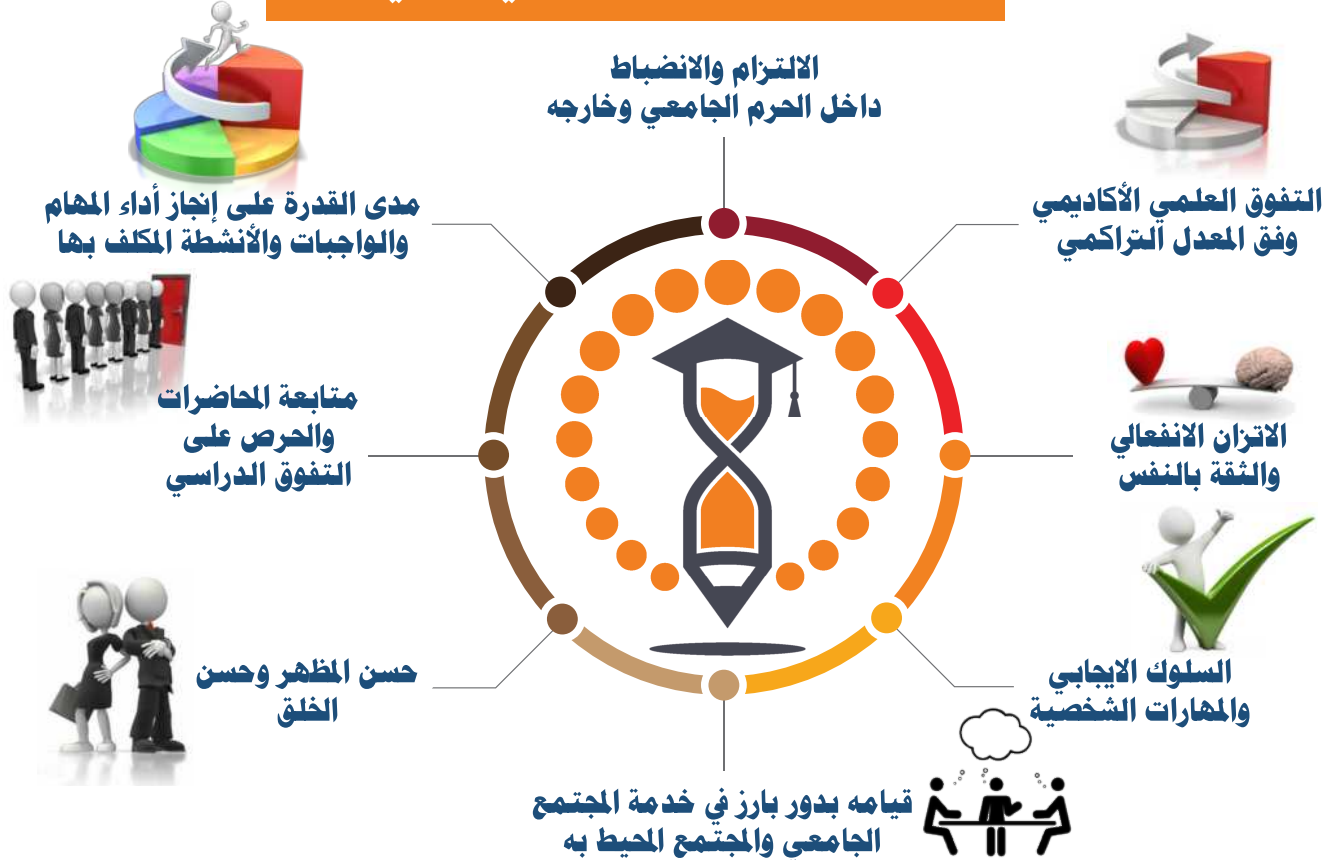 الالتزام والانضباط
داخل الحرم الجامعي وخارجه
التفوق العلمي الأكاديمي
وفق المعدل التراكمي
الاتزان الانفعالي
والثقة بالنفس
السلوك الايجابي
والمهارات الشخصية
قيامه بدور بارز في خدمة المجتمع
الجامعى والمجتمع المحيط به
حسن المظهر وحسن
الخلق
متابعة المحاضرات
والحرص على
التفوق الدراسي
مدى القدرة على إنجاز أداء المهام
والواجبات والأنشطة المكلف بها